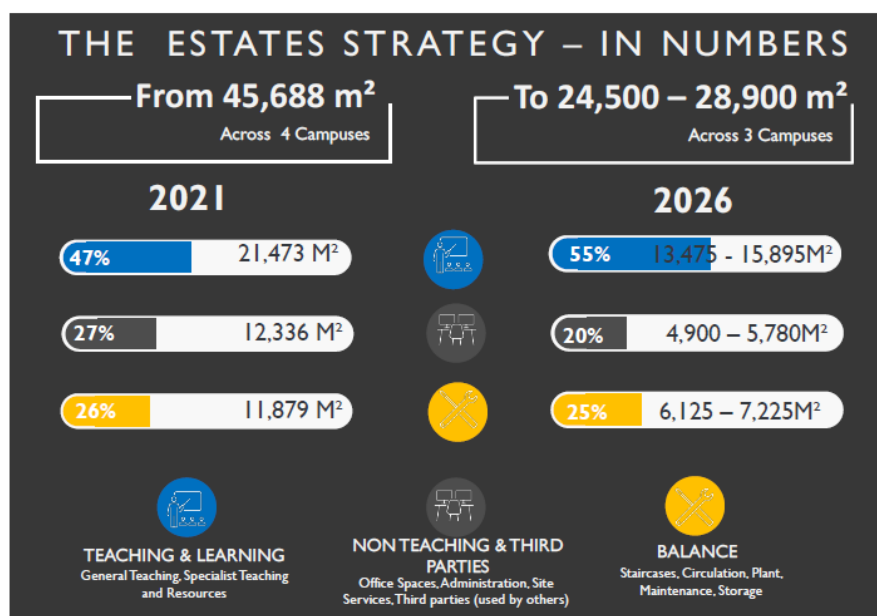 THE ESTATES STRATEGY – IN NUMBERS
From 45,688 m²
Across 4 Campuses
To 24,500 – 28,900 m²
Across 3 Campuses
2021
2026
47%
21,473 M²
55%
13,475 - 15,895M²
27%
12,336 M²
20%
4,900 – 5,780M²
26%
11,879 M²
25%
6,125 – 7,225M²
TEACHING & LEARNING
General Teaching, Specialist Teaching
and Resources
NON TEACHING & THIRD
PARTIES
Office Spaces, Administration, Site
Services, Third parties (used by others)
BALANCE
Staircases, Circulation, Plant,
Maintenance, Storage